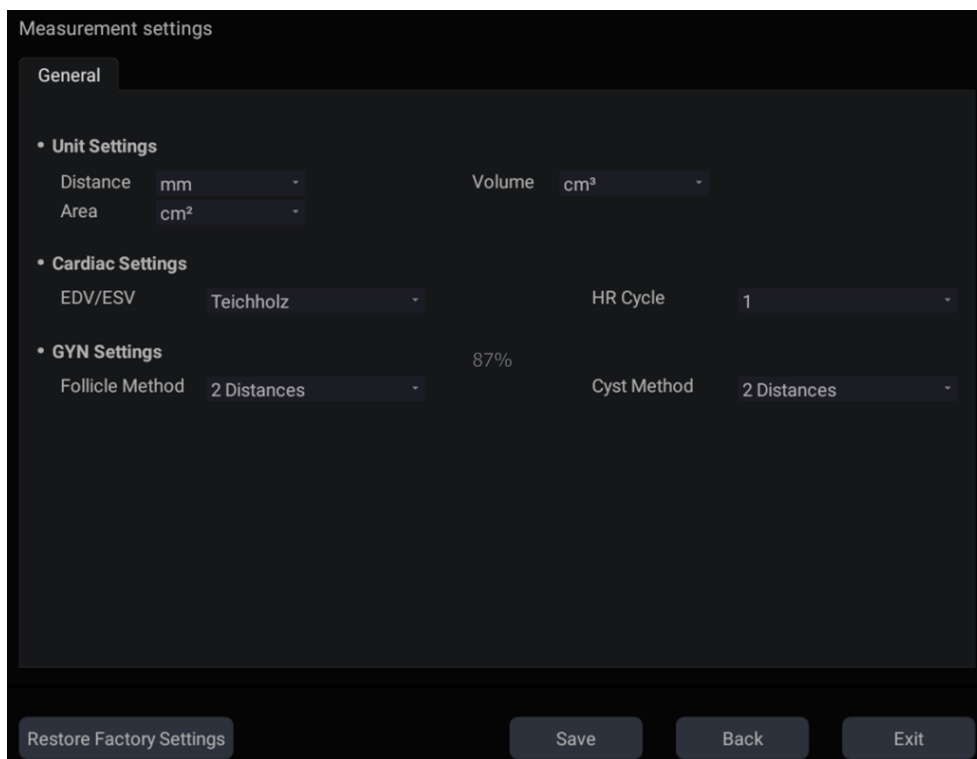 Measurement settings
General
• Unit Settings
Distance mm Volume cm³
Area cm²
• Cardiac Settings
EDV/ESV Teichholz HR Cycle 1
• GYN Settings
87%
Follicle Method 2 Distances Cyst Method 2 Distances
Restore Factory Settings Save Back Exit